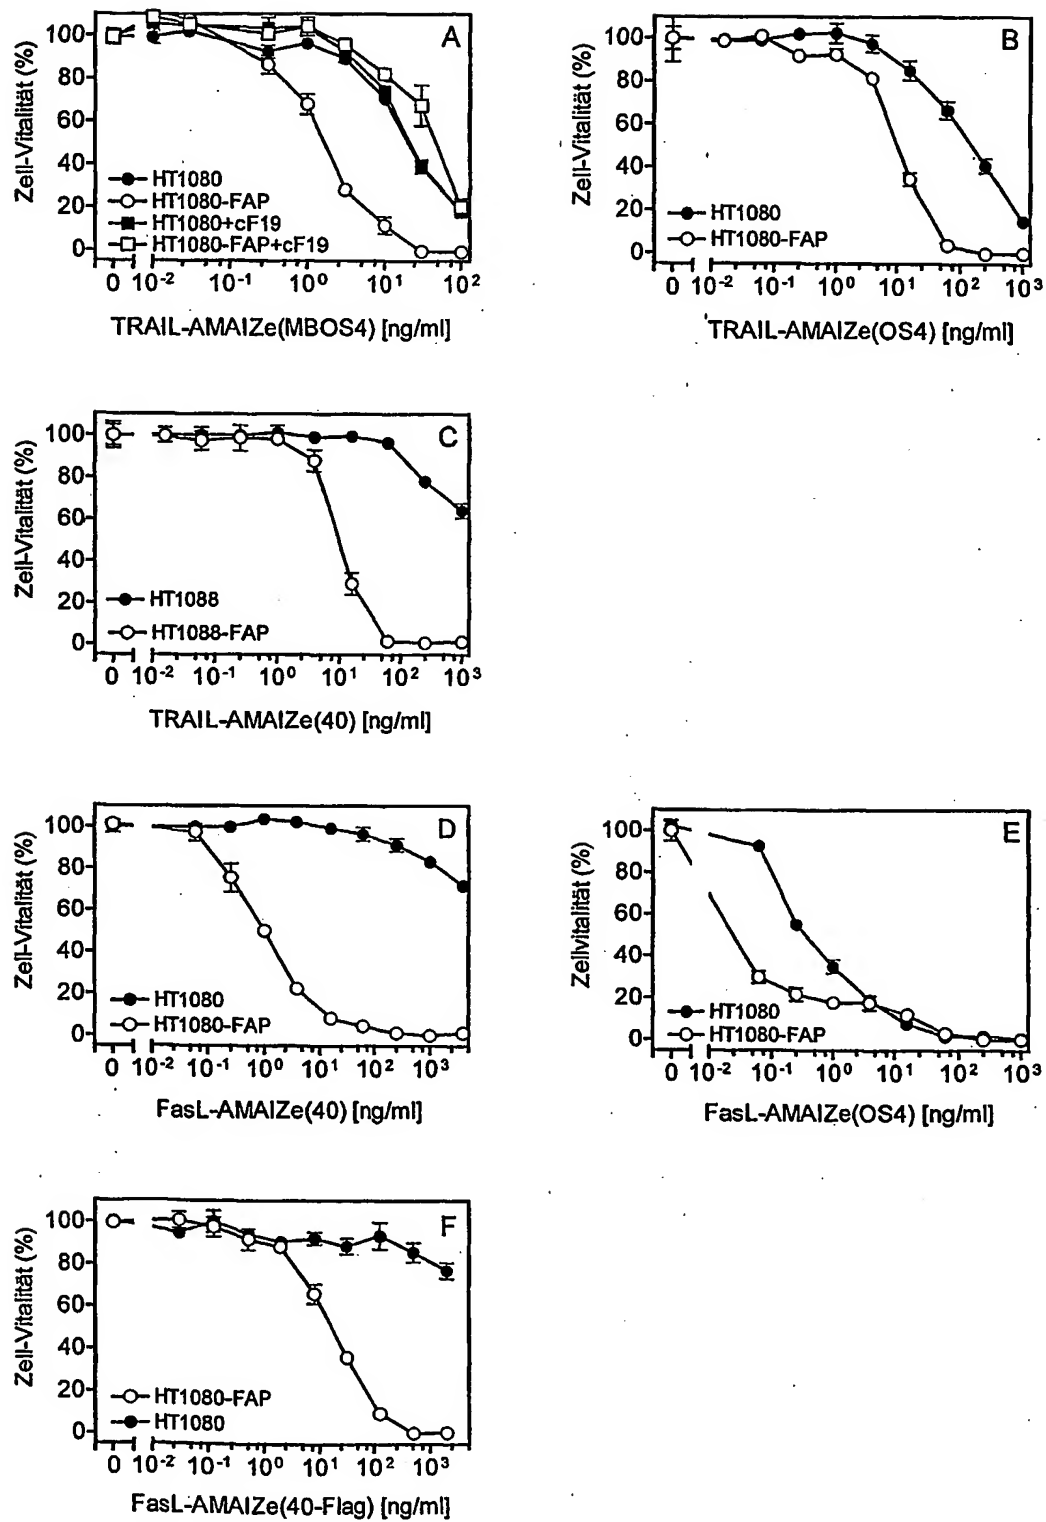 A
Zell-Vitalität (%)
100
80
60
40
20
0
HT1080
HT1080-FAP
HT1080+cF19
HT1080-FAP+cF19
0 10-2 10-1 100 101 102
TRAIL-AMAIZe(MBOS4) [ng/ml]
B
Zell-Vitalität (%)
100
80
60
40
20
0
HT1080
HT1080-FAP
0 10-2 10-1 100 101 102 103
TRAIL-AMAIZe(OS4) [ng/ml]
C
Zell-Vitalität (%)
100
80
60
40
20
0
HT1088
HT1088-FAP
0 10-2 10-1 100 101 102 103
TRAIL-AMAIZe(40) [ng/ml]
D
Zell-Vitalität (%)
100
80
60
40
20
0
HT1080
HT1080-FAP
0 10-2 10-1 100 101 102 103
FasL-AMAIZe(40) [ng/ml]
E
Zellvitalität (%)
100
80
60
40
20
0
HT1080
HT1080-FAP
0 10-2 10-1 100 101 102 103
FasL-AMAIZe(OS4) [ng/ml]
F
Zell-Vitalität (%)
100
80
60
40
20
0
HT1080-FAP
HT1080
0 10-2 10-1 100 101 102 103
FasL-AMAIZe(40-Flag) [ng/ml]